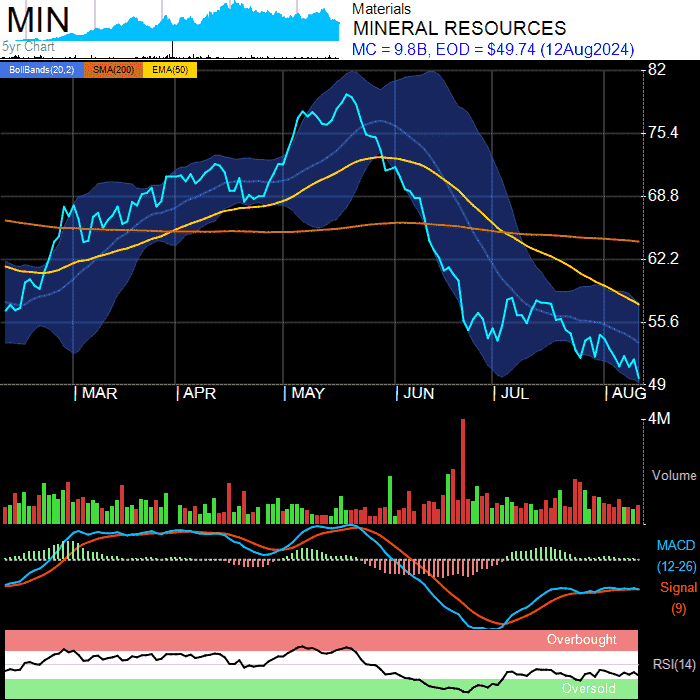 MIN
5yr Chart
Materials
MINERAL RESOURCES
MC = 9.8B, EOD = $49.74 (12Aug2024)
BollBands(20,2) SMA(200) EMA(50)
82
75.4
68.8
62.2
55.6
49
MAR APR MAY JUN JUL AUG
4M
Volume
MACD
(12-26)
Signal
(9)
Overbought
RSI(14)
Oversold